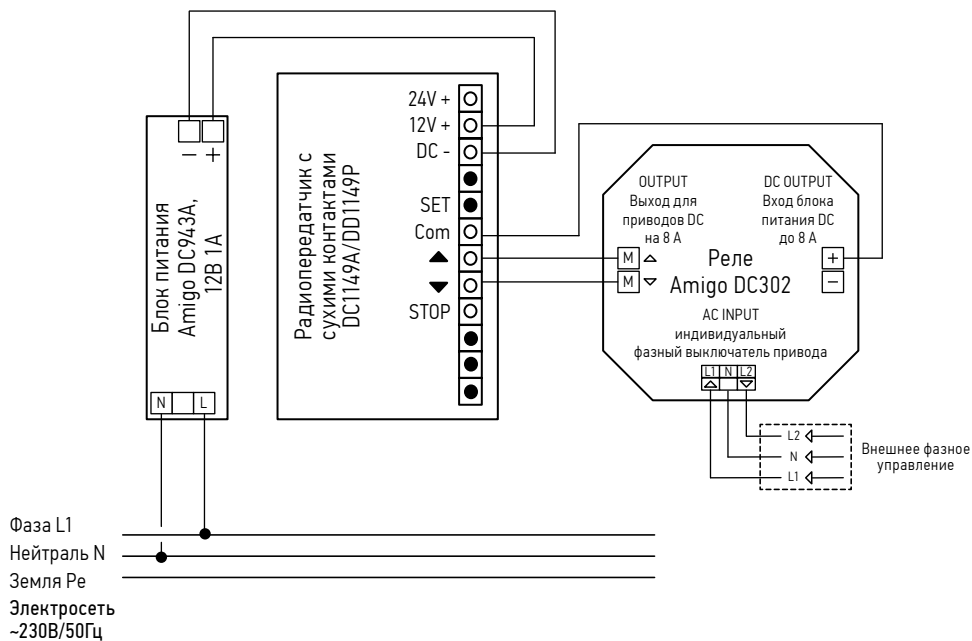 − +
Блок питания
Amigo DC943A,
12В 1А
N L
Радиопередатчик с
сухими контактами
DC1149A/DD1149P
24V +
12V +
DC -
SET
Com
STOP
OUTPUT
Выход для
приводов DC
на 8 А
DC OUTPUT
Вход блока
питания DC
до 8 А
M
M
+
−
Реле
Amigo DC302
AC INPUT
индивидуальный
фазный выключатель привода
L1 N L2
L2
N
L1
Внешнее фазное
управление
Фаза L1
Нейтраль N
Земля Pe
Электросеть
~230В/50Гц